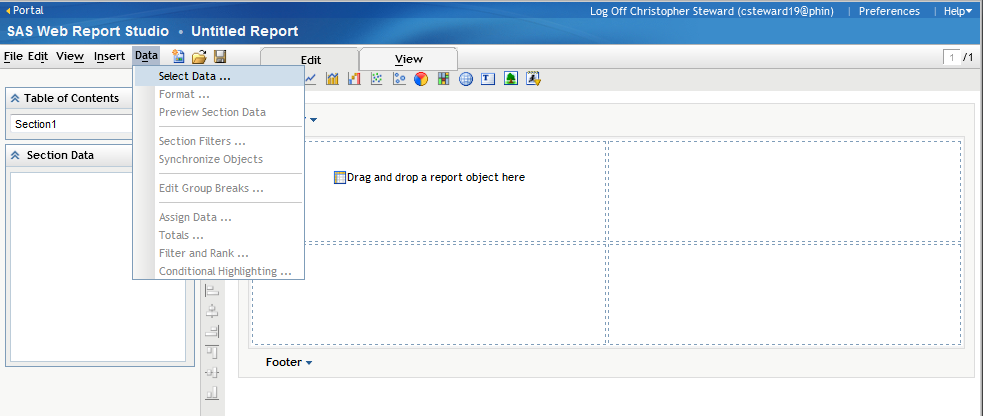 Portal
Log Off Christopher Steward (csteward19@phin) | Preferences | Help
SAS Web Report Studio • Untitled Report
File Edit View Insert Data
Edit
View
1 /1
Select Data ...
Format ...
Preview Section Data
Section Filters ...
Synchronize Objects
Edit Group Breaks ...
Assign Data ...
Totals ...
Filter and Rank ...
Conditional Highlighting ...
Table of Contents
Section1
Section Data
Drag and drop a report object here
Footer